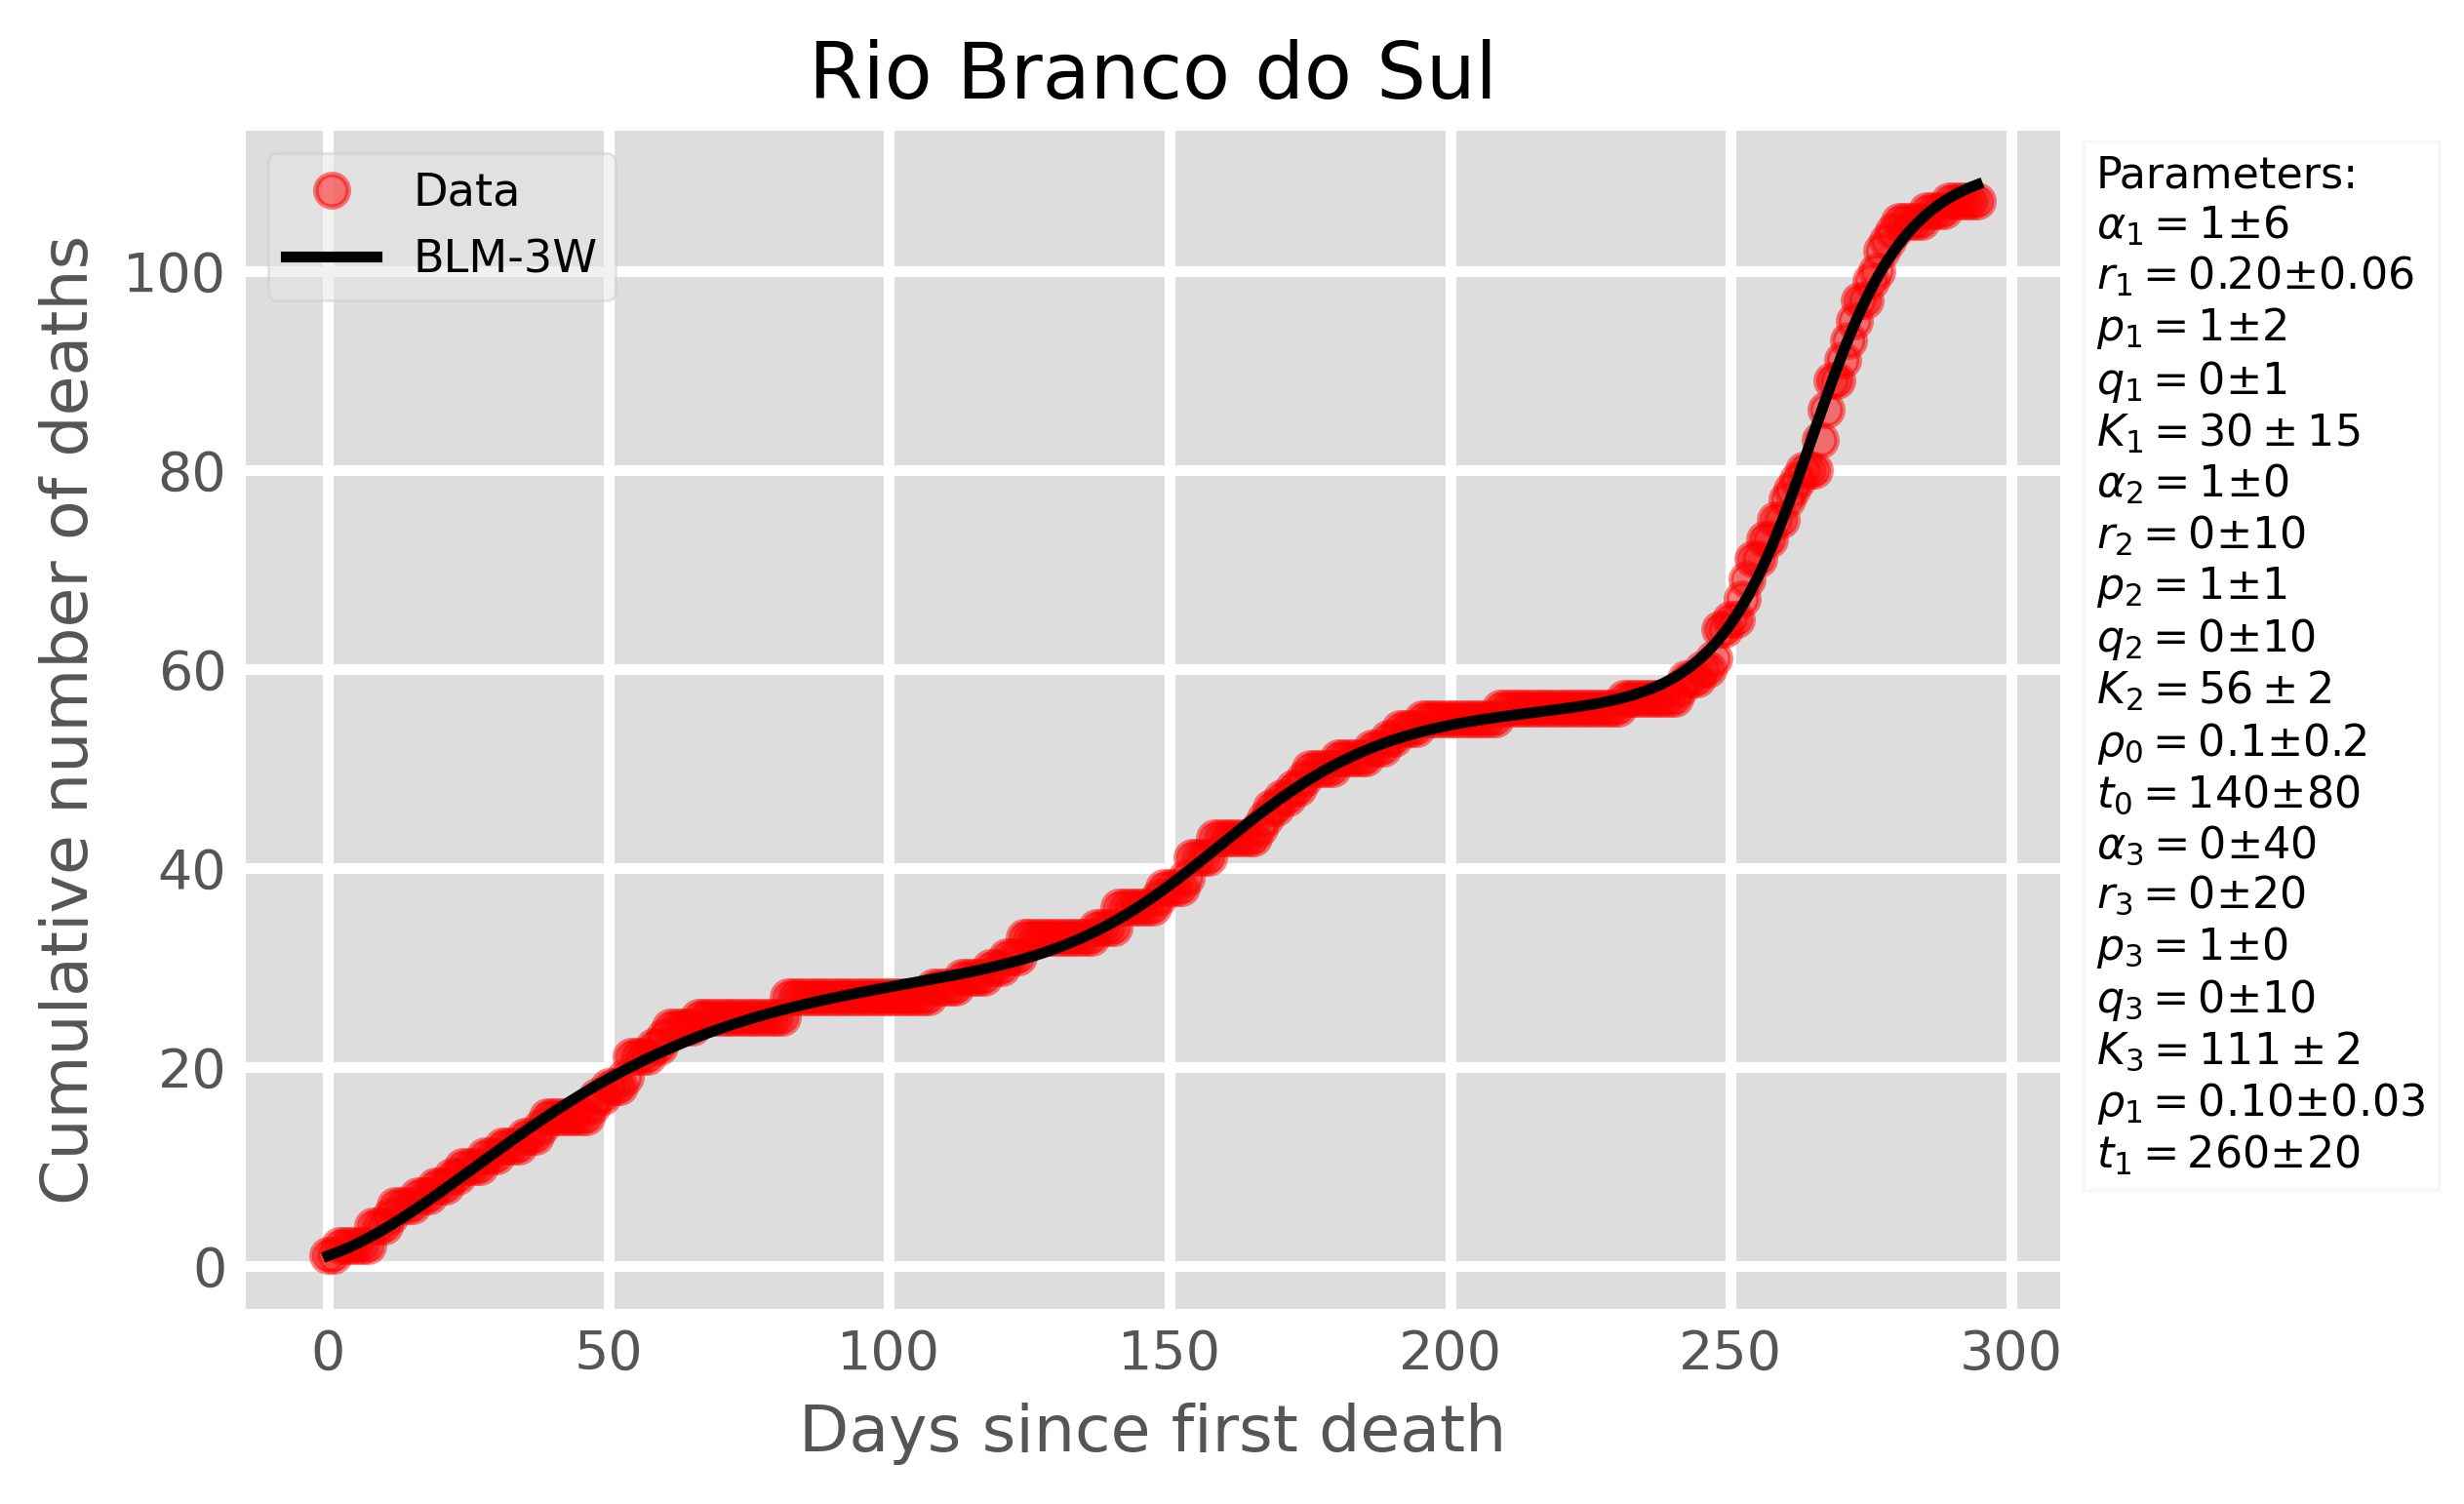 Rio Branco do Sul
Data
BLM-3W
Cumulative number of deaths
100
80
60
40
20
0
0 50 100 150 200 250 300
Days since first death
Parameters:
α₁ = 1±6
r₁ = 0.20±0.06
p₁ = 1±2
q₁ = 0±1
K₁ = 30 ± 15
α₂ = 1±0
r₂ = 0±10
p₂ = 1±1
q₂ = 0±10
K₂ = 56 ± 2
ρ₀ = 0.1±0.2
t₀ = 140±80
α₃ = 0±40
r₃ = 0±20
p₃ = 1±0
q₃ = 0±10
K₃ = 111 ± 2
ρ₁ = 0.10±0.03
t₁ = 260±20